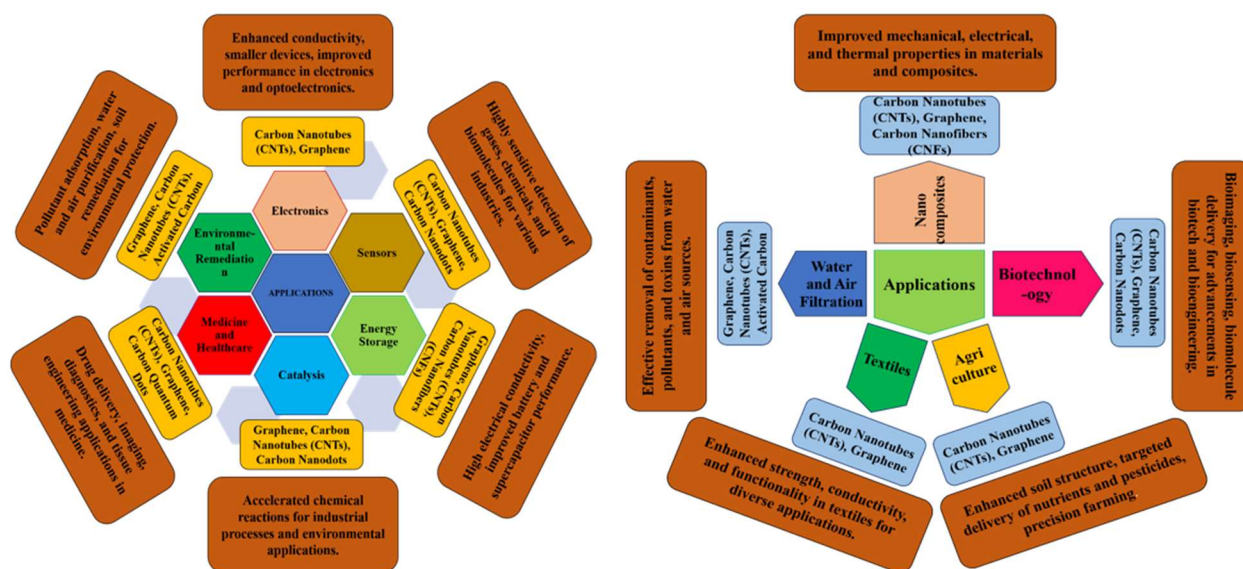 Enhanced conductivity,
smaller devices, improved
performance in electronics
and optoelectronics.
Carbon Nanotubes
(CNTs), Graphene
Electronics
Highly sensitive detection of
gases, chemicals, and
biomolecules for various
industries.
Carbon Nanotubes
(CNTs), Graphene,
Carbon Nanodots
Sensors
High electrical conductivity,
improved battery and
supercapacitor performance.
Graphene, Carbon
Nanotubes (CNTs),
Carbon Nanofibers
(CNFs)
Energy
Storage
Accelerated chemical
reactions for industrial
processes and environmental
applications.
Graphene, Carbon
Nanotubes (CNTs),
Carbon Nanodots
Catalysis
Drug delivery, imaging,
diagnostics, and tissue
engineering applications in
medicine.
Carbon Nanotubes
(CNTs), Graphene,
Carbon Quantum
Dots
Medicine
and
Healthcare
Pollutant adsorption, water
and air purification, soil
remediation for
environmental protection.
Graphene, Carbon
Nanotubes (CNTs),
Activated Carbon
Environme-
ntal
Remediatio
n
APPLICATIONS
Improved mechanical, electrical,
and thermal properties in materials
and composites.
Carbon Nanotubes
(CNTs), Graphene,
Carbon Nanofibers
(CNFs)
Nano
composites
Bioimaging, biosensing, biomolecule
delivery for advancements in
biotech and bioengineering.
Carbon Nanotubes
(CNTs), Graphene,
Carbon Nanodots
Biotechnol
-ogy
Enhanced soil structure, targeted
delivery of nutrients and pesticides,
precision farming.
Carbon Nanotubes
(CNTs), Graphene
Agri
culture
Enhanced strength, conductivity,
and functionality in textiles for
diverse applications.
Carbon Nanotubes
(CNTs), Graphene
Textiles
Effective removal of contaminants,
pollutants, and toxins from water
and air sources.
Graphene, Carbon
Nanotubes (CNTs),
Activated Carbon
Water
and Air
Filtration
Applications